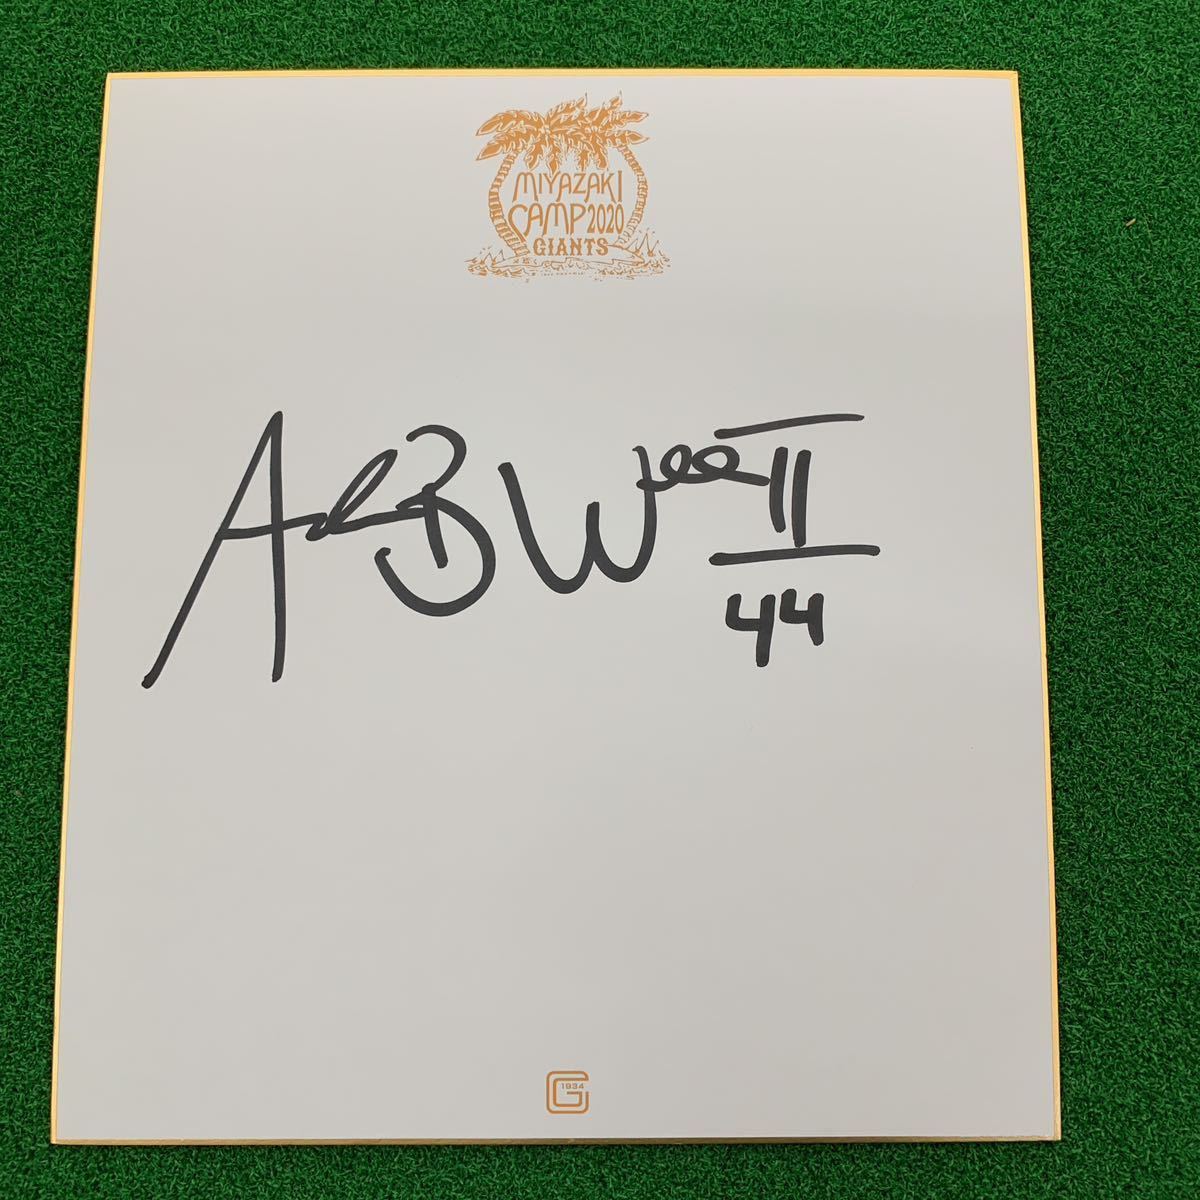 MIYAZAKI
CAMP 2020
GIANTS
II
44
1934
G